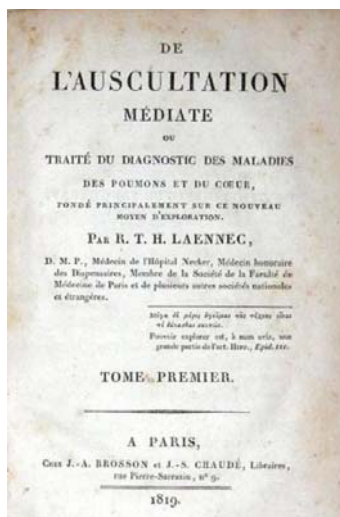 DE
L'AUSCULTATION
MÉDIATE
OU
TRAITÉ DU DIAGNOSTIC DES MALADIES
DES POUMONS ET DU CŒUR,
FONDÉ PRINCIPALEMENT SUR CE NOUVEAU
MOYEN D'EXPLORATION.
PAR R. T. H. LAENNEC,
D. M. P., Médecin de l'Hôpital Necker, Médecin honoraire
des Dispensaires, Membre de la Société de la Faculté de
Médecine de Paris et de plusieurs autres sociétés nationales
et étrangères.
Pouvoir explorer est, à mon avis, une
grande partie de l'art. HIPP., Epid. III.
TOME PREMIER.
A PARIS,
CHEZ J.-A. BROSSON et J.-S. CHAUDÉ, Libraires,
rue Pierre-Sarrazin, n° 9.
1819.